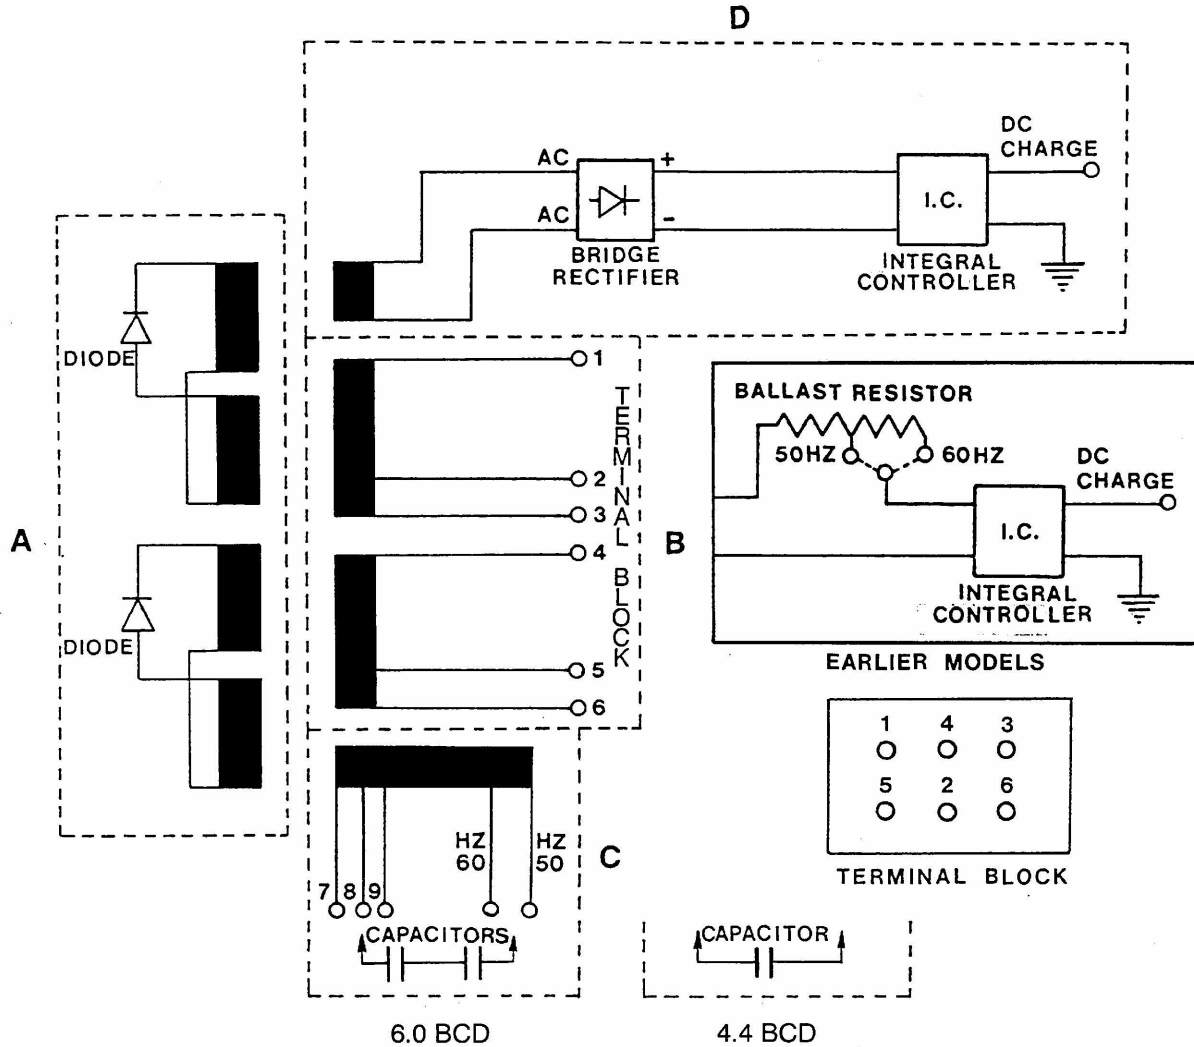 D
DC
CHARGE
AC
+
AC
-
I.C.
BRIDGE
RECTIFIER
INTEGRAL
CONTROLLER
DIODE
DIODE
A
1
2
3
4
5
6
TERMINAL BLOCK
B
BALLAST RESISTOR
50HZ
60HZ
DC
CHARGE
I.C.
INTEGRAL
CONTROLLER
EARLIER MODELS
1 4 3
5 2 6
TERMINAL BLOCK
HZ
60
HZ
50
C
7 8 9
CAPACITORS
CAPACITOR
6.0 BCD
4.4 BCD